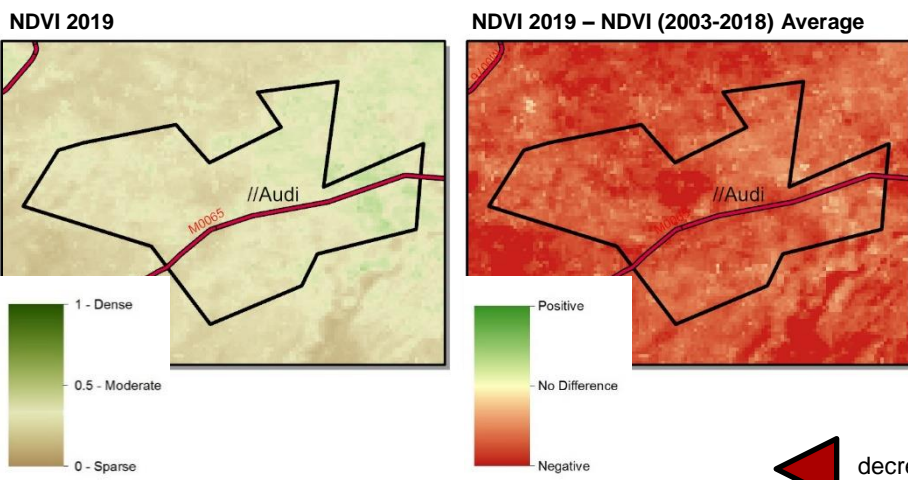 NDVI 2019
NDVI 2019 – NDVI (2003-2018) Average
//Audi
M0065
//Audi
1 - Dense
0.5 - Moderate
0 - Sparse
Positive
No Difference
Negative
decre